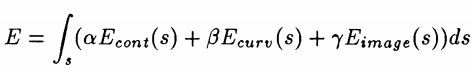 E = ∫_s (αE_cont(s) + βE_curv(s) + γE_image(s))ds